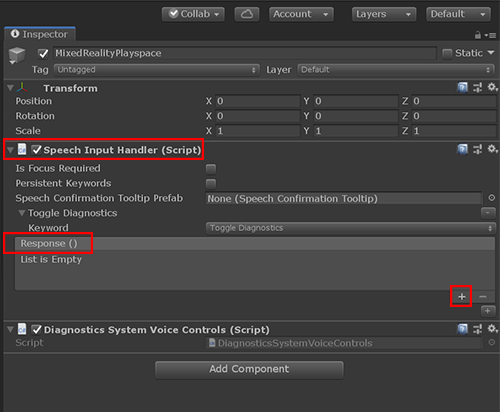 Collab
Account
Layers
Default
Inspector
MixedRealityPlayspace
Static
Tag Untagged Layer Default
Transform
Position X 0 Y 0 Z 0
Rotation X 0 Y 0 Z 0
Scale X 1 Y 1 Z 1
Speech Input Handler (Script)
Is Focus Required
Persistent Keywords
Speech Confirmation Tooltip Prefab None (Speech Confirmation Tooltip)
Toggle Diagnostics
Keyword Toggle Diagnostics
Response ()
List is Empty
Diagnostics System Voice Controls (Script)
Script DiagnosticsSystemVoiceControls
Add Component